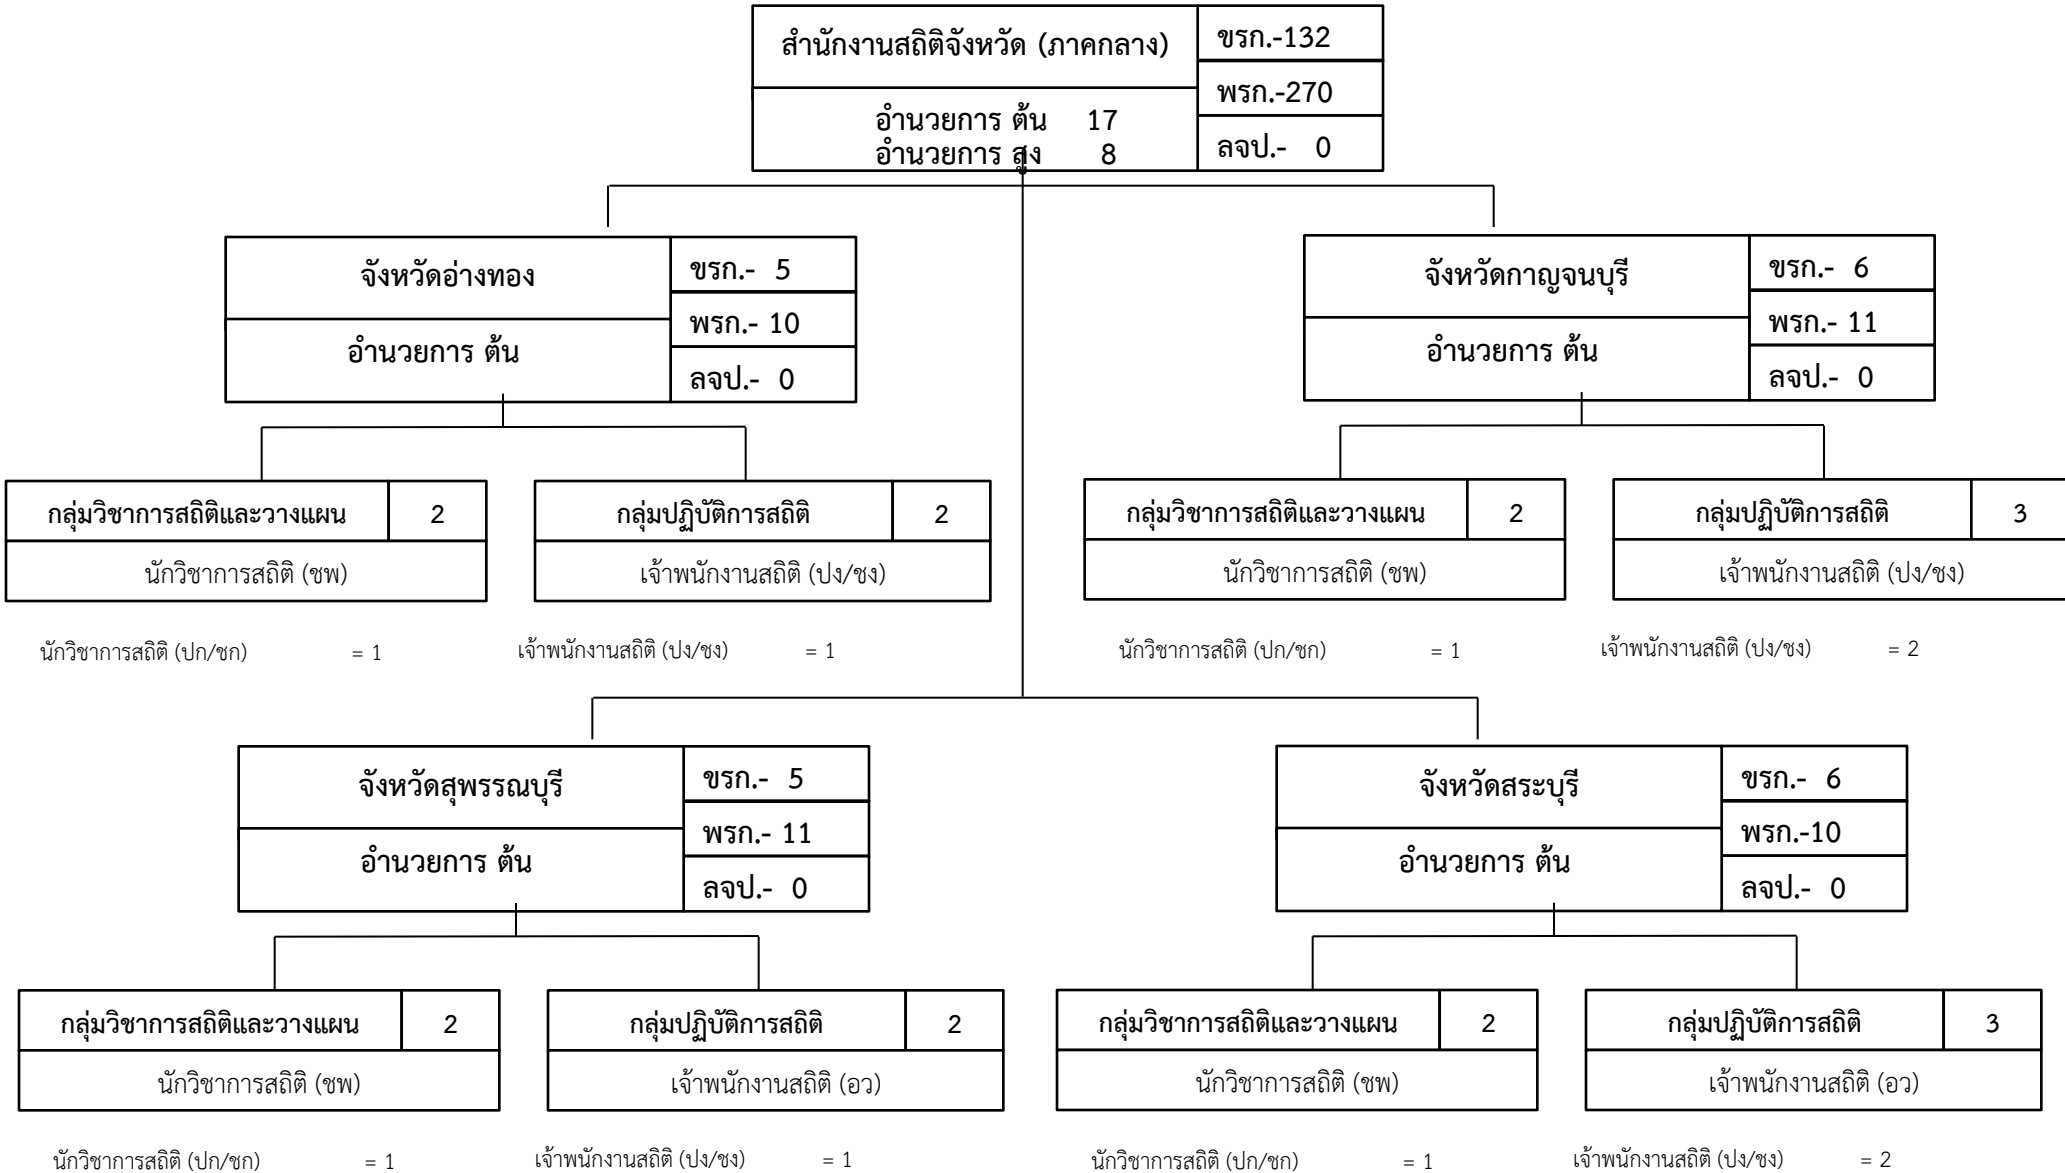 สำนักงานสถิติจังหวัด (ภาคกลาง)
ขรก.-132
พรก.-270
อำนวยการ ต้น 17
อำนวยการ สูง 8
ลจป.- 0
จังหวัดอ่างทอง
ขรก.- 5
พรก.- 10
อำนวยการ ต้น
ลจป.- 0
จังหวัดกาญจนบุรี
ขรก.- 6
พรก.- 11
อำนวยการ ต้น
ลจป.- 0
กลุ่มวิชาการสถิติและวางแผน 2
นักวิชาการสถิติ (ชพ)
นักวิชาการสถิติ (ปก/ชก) = 1
กลุ่มปฏิบัติการสถิติ 2
เจ้าพนักงานสถิติ (ปง/ชง)
เจ้าพนักงานสถิติ (ปง/ชง) = 1
กลุ่มวิชาการสถิติและวางแผน 2
นักวิชาการสถิติ (ชพ)
นักวิชาการสถิติ (ปก/ชก) = 1
กลุ่มปฏิบัติการสถิติ 3
เจ้าพนักงานสถิติ (ปง/ชง)
เจ้าพนักงานสถิติ (ปง/ชง) = 2
จังหวัดสุพรรณบุรี
ขรก.- 5
พรก.- 11
อำนวยการ ต้น
ลจป.- 0
จังหวัดสระบุรี
ขรก.- 6
พรก.-10
อำนวยการ ต้น
ลจป.- 0
กลุ่มวิชาการสถิติและวางแผน 2
นักวิชาการสถิติ (ชพ)
นักวิชาการสถิติ (ปก/ชก) = 1
กลุ่มปฏิบัติการสถิติ 2
เจ้าพนักงานสถิติ (อว)
เจ้าพนักงานสถิติ (ปง/ชง) = 1
กลุ่มวิชาการสถิติและวางแผน 2
นักวิชาการสถิติ (ชพ)
นักวิชาการสถิติ (ปก/ชก) = 1
กลุ่มปฏิบัติการสถิติ 3
เจ้าพนักงานสถิติ (อว)
เจ้าพนักงานสถิติ (ปง/ชง) = 2